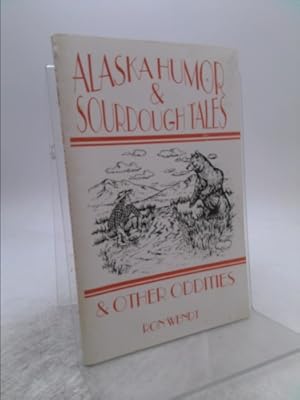 ALASKA HUMOR
&
SOURDOUGH TALES
& OTHER ODDITIES
RON WENDT